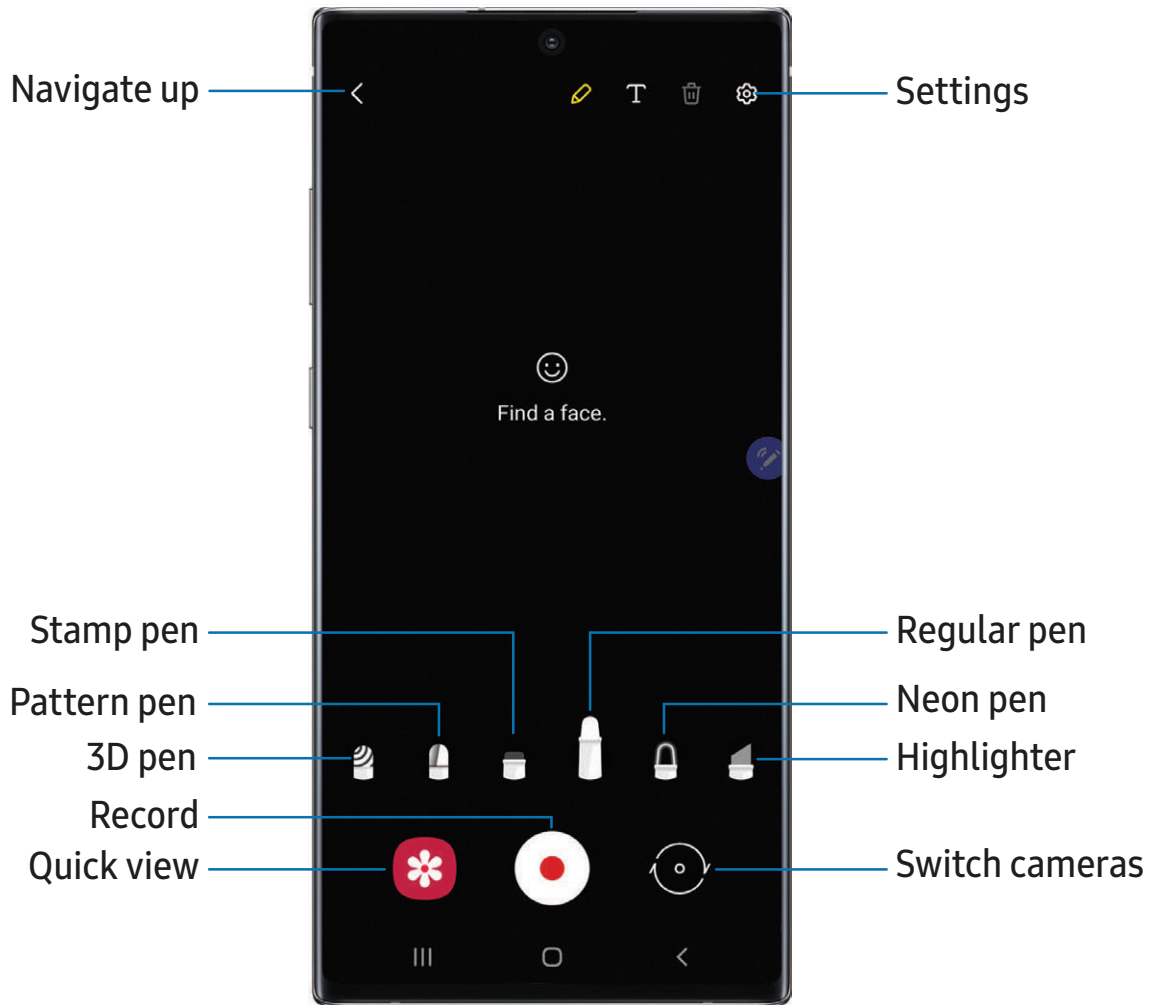 Navigate up
Settings
T
Find a face.
Stamp pen
Regular pen
Pattern pen
Neon pen
3D pen
Highlighter
Record
Quick view
Switch cameras